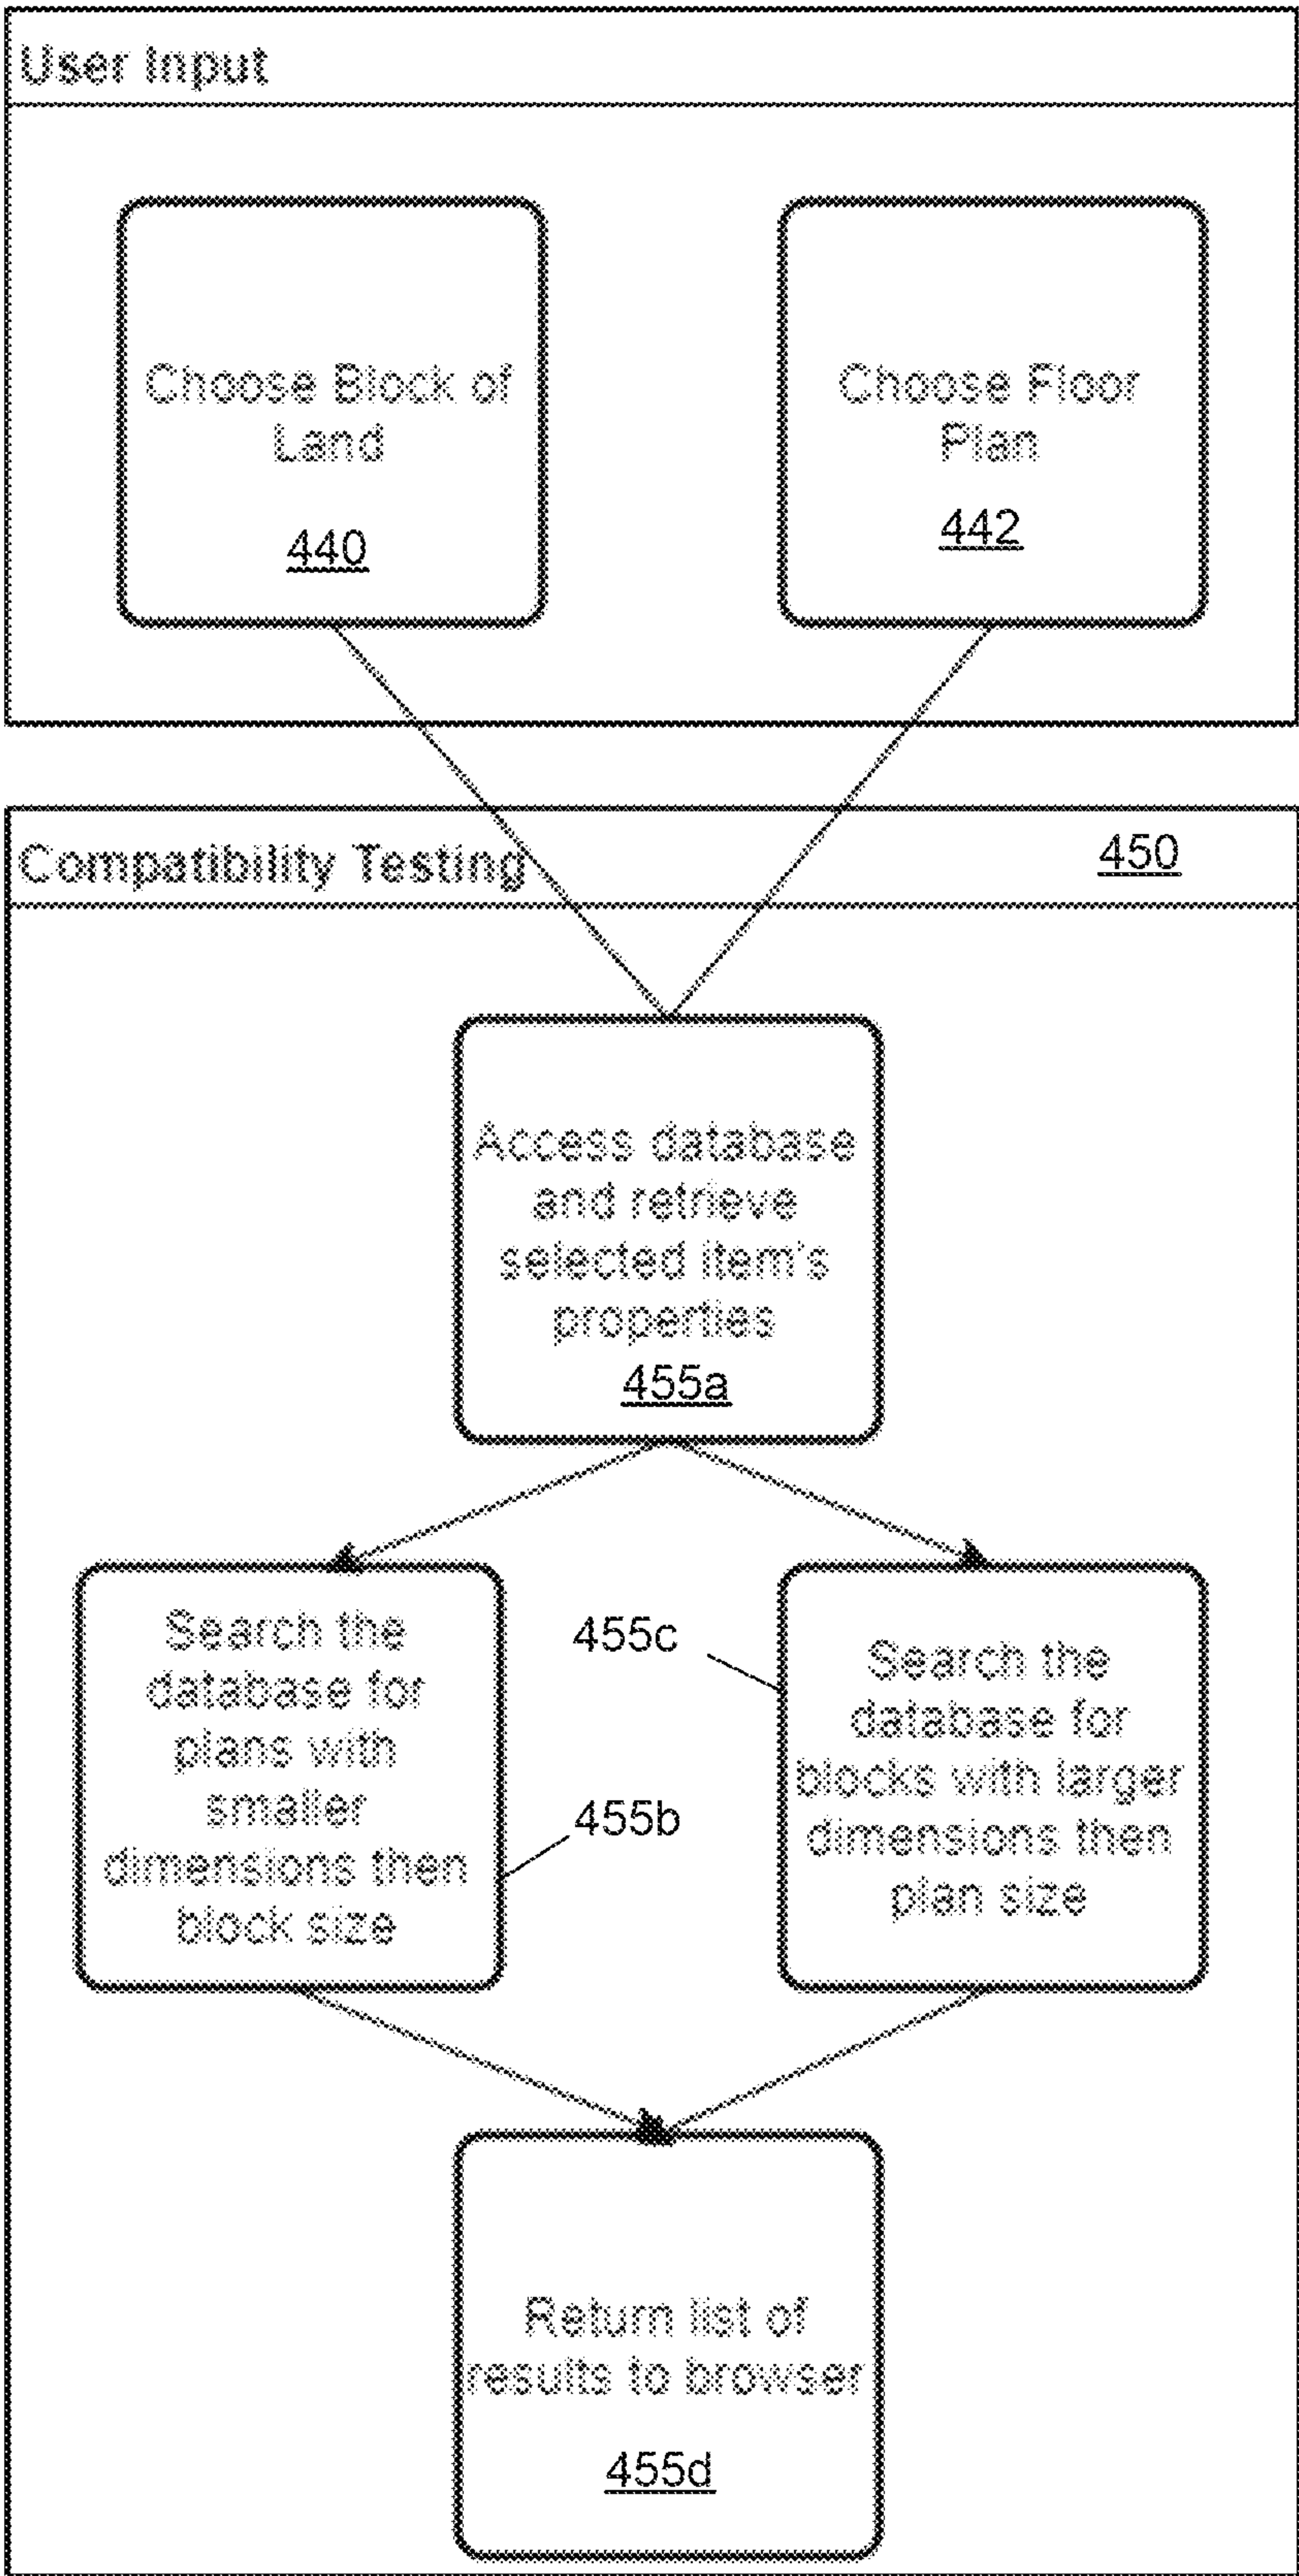 User Input
Choose Block of
Land
440
Choose Floor
Plan
442
Compatibility Testing
450
Access database
and retrieve
selected item's
properties
455a
Search the
database for
plans with
smaller
dimensions then
block size
455b
455c
Search the
database for
blocks with larger
dimensions then
plan size
Return list of
results to browser
455d